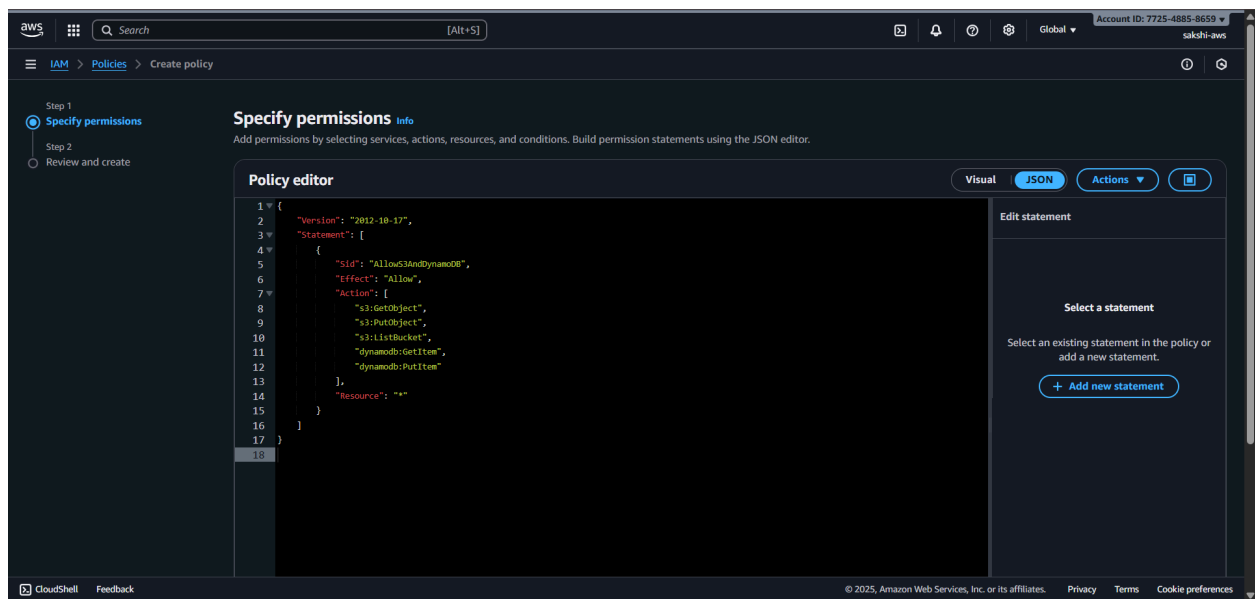 aws
Search [Alt+S]
Global
Account ID: 7725-4885-8659
sakshi-aws
IAM > Policies > Create policy
Step 1
Specify permissions
Step 2
Review and create
Specify permissions Info
Add permissions by selecting services, actions, resources, and conditions. Build permission statements using the JSON editor.
Policy editor
Visual JSON Actions
1 {
2 "Version": "2012-10-17",
3 "Statement": [
4 {
5 "Sid": "AllowS3AndDynamoDB",
6 "Effect": "Allow",
7 "Action": [
8 "s3:GetObject",
9 "s3:PutObject",
10 "s3:ListBucket",
11 "dynamodb:GetItem",
12 "dynamodb:PutItem"
13 ],
14 "Resource": "*"
15 }
16 ]
17 }
18
Edit statement
Select a statement
Select an existing statement in the policy or
add a new statement.
+ Add new statement
CloudShell Feedback
© 2025, Amazon Web Services, Inc. or its affiliates. Privacy Terms Cookie preferences